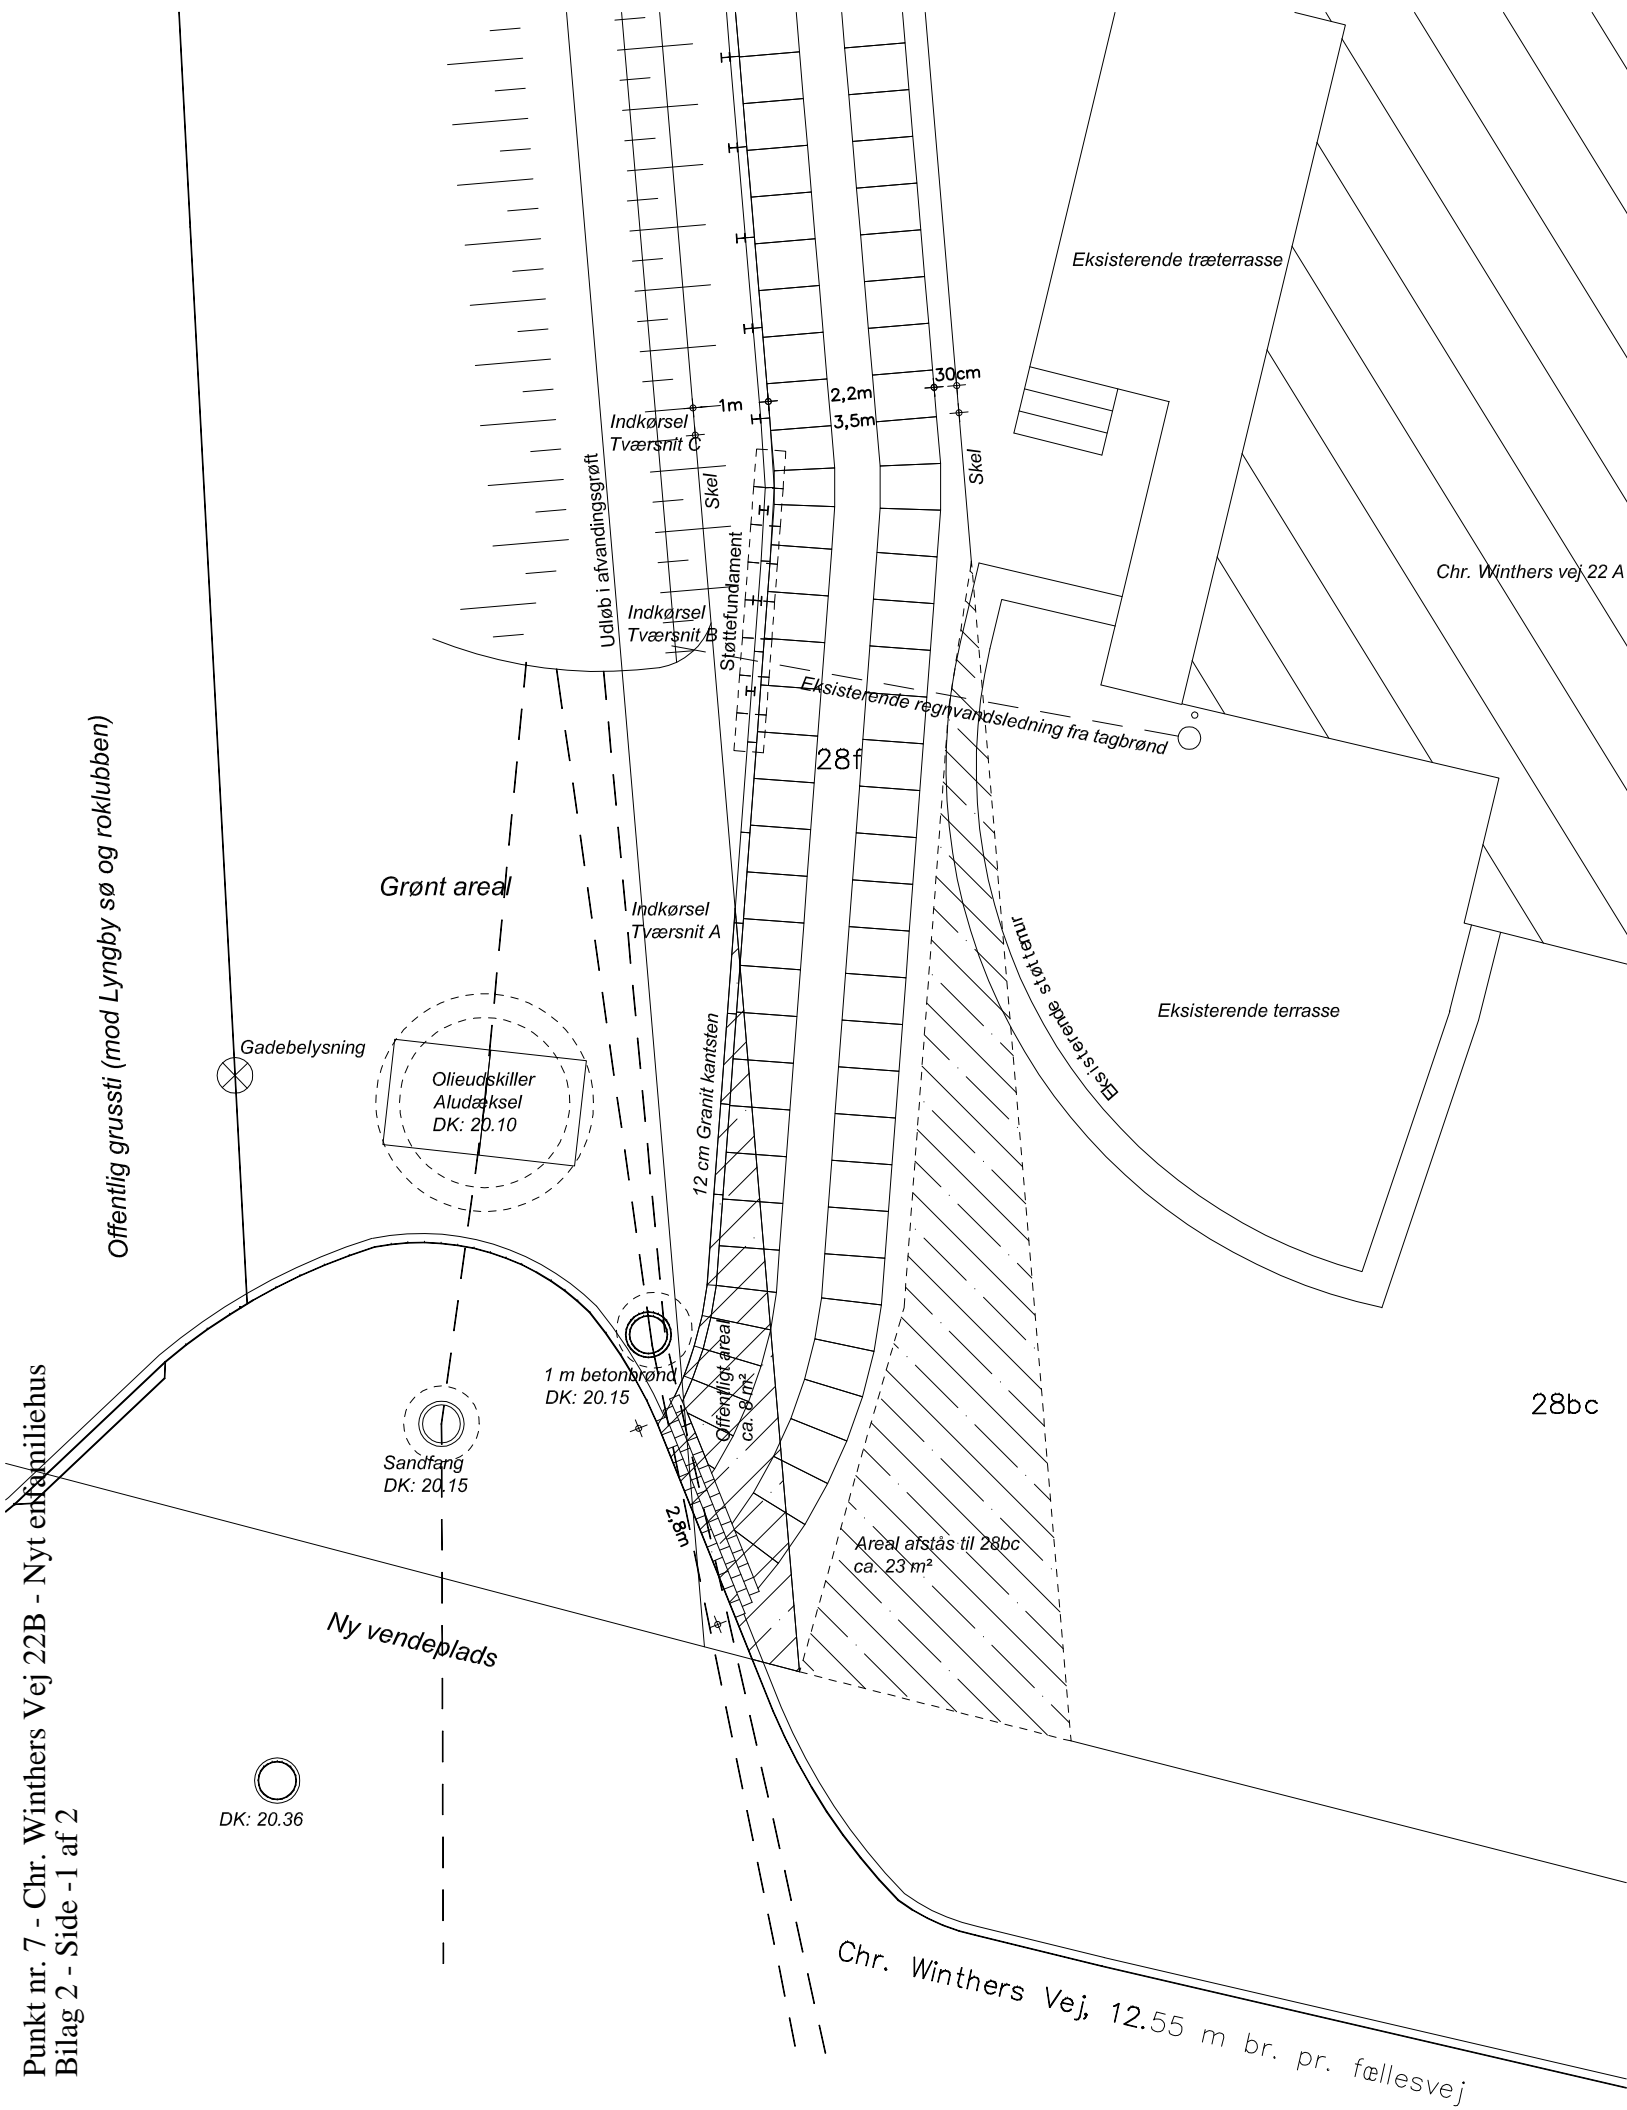 Eksisterende træterrasse
30cm
2,2m
1m
3,5m
Indkørsel
Tværsnit C
Skel
Skel
Udløb i afvandingsgrøft
Støttefundament
Chr. Winthers vej 22 A
Indkørsel
Tværsnit B
Eksisterende regnvandsledning fra tagbrønd
28f
Grønt areal
Indkørsel
Tværsnit A
Offentlig grussti (mod Lyngby sø og roklubben)
Eksisterende støttemur
Eksisterende terrasse
12 cm Granit kantsten
Gadebelysning
Olieudskiller
Aludæksel
DK: 20.10
Offentligt areal
ca. 8 m²
1 m betonbrønd
DK: 20.15
28bc
Sandfang
DK: 20.15
2,8m
Areal afstås til 28bc
ca. 23 m²
Ny vendeplads
DK: 20.36
Chr. Winthers Vej, 12.55 m br. pr. fællesvej
Punkt nr. 7 - Chr. Winthers Vej 22B - Nyt enfamiliehus
Bilag 2 - Side -1 af 2